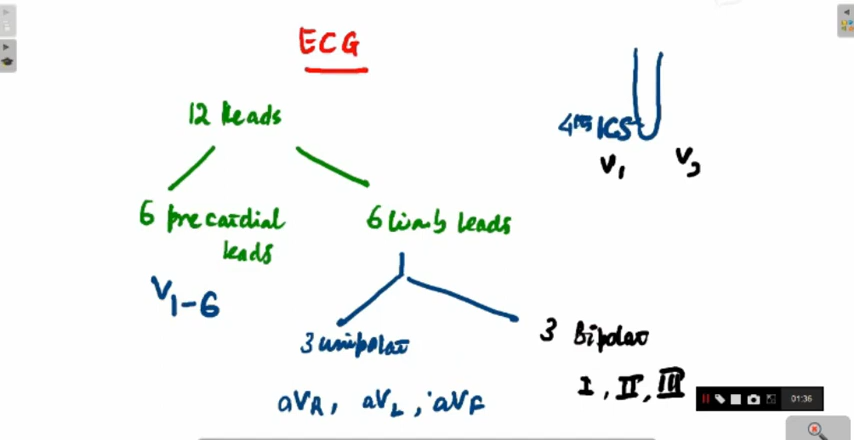 ECG
12 leads
4th ICS
V1 V2
6 precardial
leads
6 limb leads
V1-6
3 unipolar
3 Bipolar
aVR, aVL, aVF
I, II, III
01:36